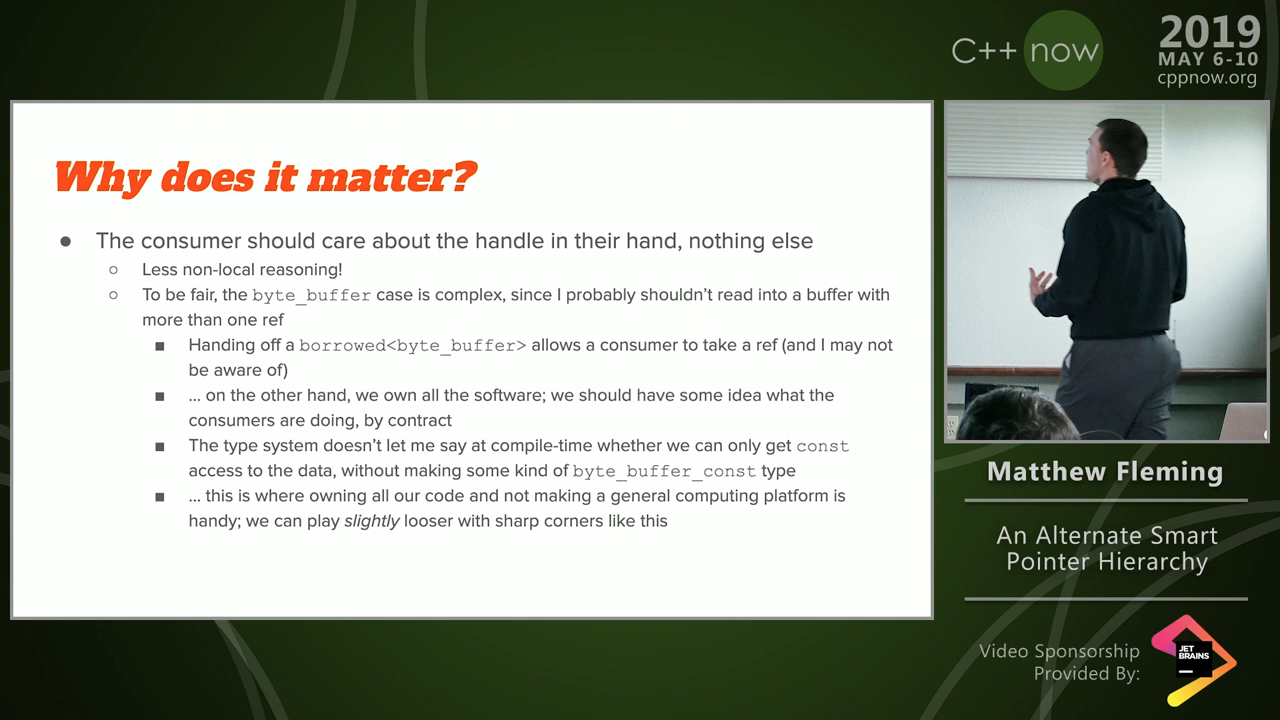 C++ now
2019
MAY 6-10
cppnow.org
Why does it matter?
● The consumer should care about the handle in their hand, nothing else
○ Less non-local reasoning!
○ To be fair, the byte_buffer case is complex, since I probably shouldn’t read into a buffer with
more than one ref
■ Handing off a borrowed<byte_buffer> allows a consumer to take a ref (and I may not
be aware of)
■ … on the other hand, we own all the software; we should have some idea what the
consumers are doing, by contract
■ The type system doesn’t let me say at compile-time whether we can only get const
access to the data, without making some kind of byte_buffer_const type
■ … this is where owning all our code and not making a general computing platform is
handy; we can play slightly looser with sharp corners like this
Matthew Fleming
An Alternate Smart
Pointer Hierarchy
Video Sponsorship
Provided By:
JET
BRAINS